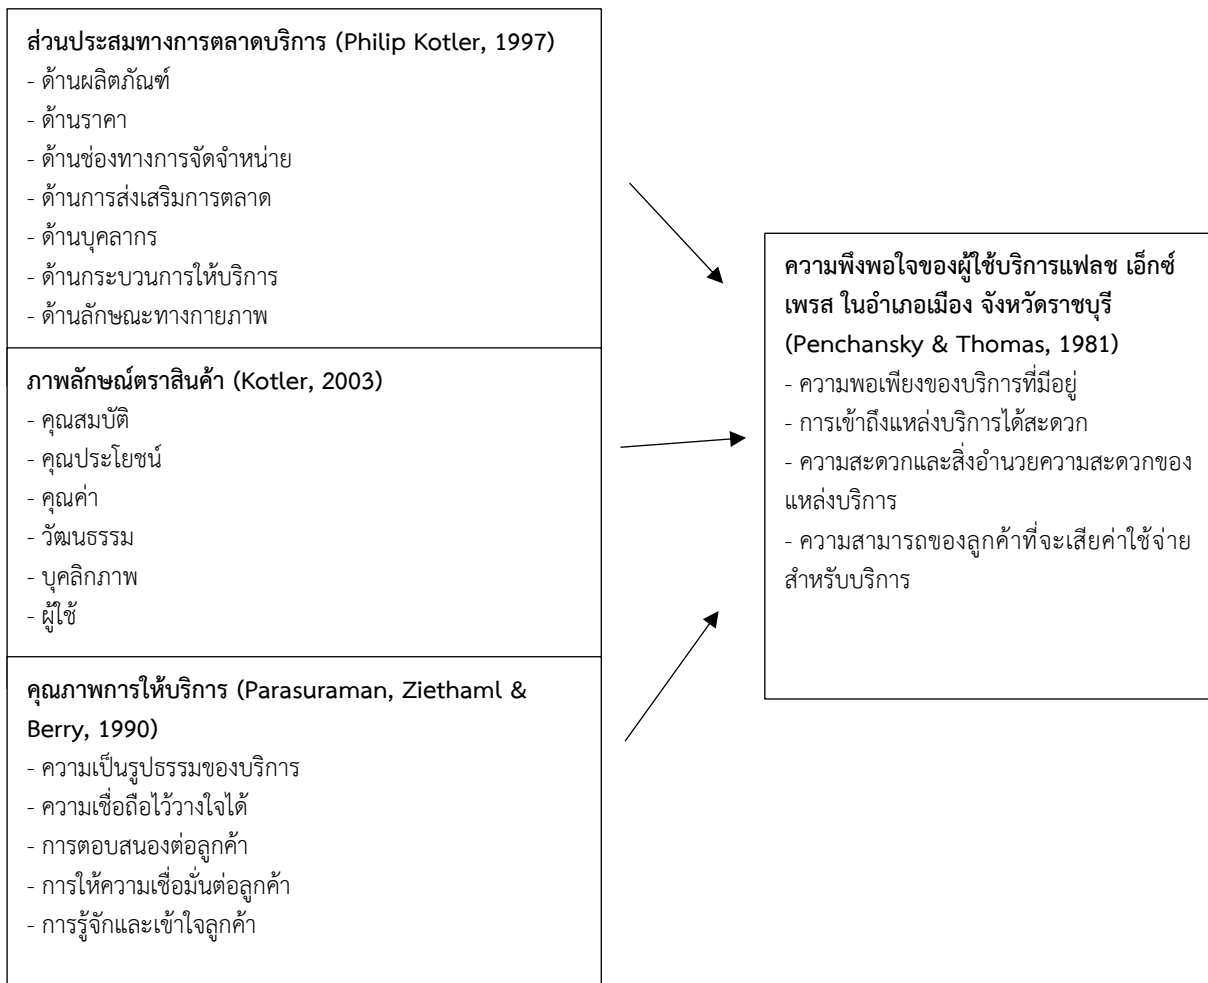 ส่วนประสมทางการตลาดบริการ (Philip Kotler, 1997)
- ด้านผลิตภัณฑ์
- ด้านราคา
- ด้านช่องทางการจัดจำหน่าย
- ด้านการส่งเสริมการตลาด
- ด้านบุคลากร
- ด้านกระบวนการให้บริการ
- ด้านลักษณะทางกายภาพ
ภาพลักษณ์ตราสินค้า (Kotler, 2003)
- คุณสมบัติ
- คุณประโยชน์
- คุณค่า
- วัฒนธรรม
- บุคลิกภาพ
- ผู้ใช้
คุณภาพการให้บริการ (Parasuraman, Ziethaml &
Berry, 1990)
- ความเป็นรูปธรรมของบริการ
- ความเชื่อถือไว้วางใจได้
- การตอบสนองต่อลูกค้า
- การให้ความเชื่อมั่นต่อลูกค้า
- การรู้จักและเข้าใจลูกค้า
ความพึงพอใจของผู้ใช้บริการแฟลช เอ็กซ์
เพรส ในอำเภอเมือง จังหวัดราชบุรี
(Penchansky & Thomas, 1981)
- ความพอเพียงของบริการที่มีอยู่
- การเข้าถึงแหล่งบริการได้สะดวก
- ความสะดวกและสิ่งอำนวยความสะดวกของ
แหล่งบริการ
- ความสามารถของลูกค้าที่จะเสียค่าใช้จ่าย
สำหรับบริการ